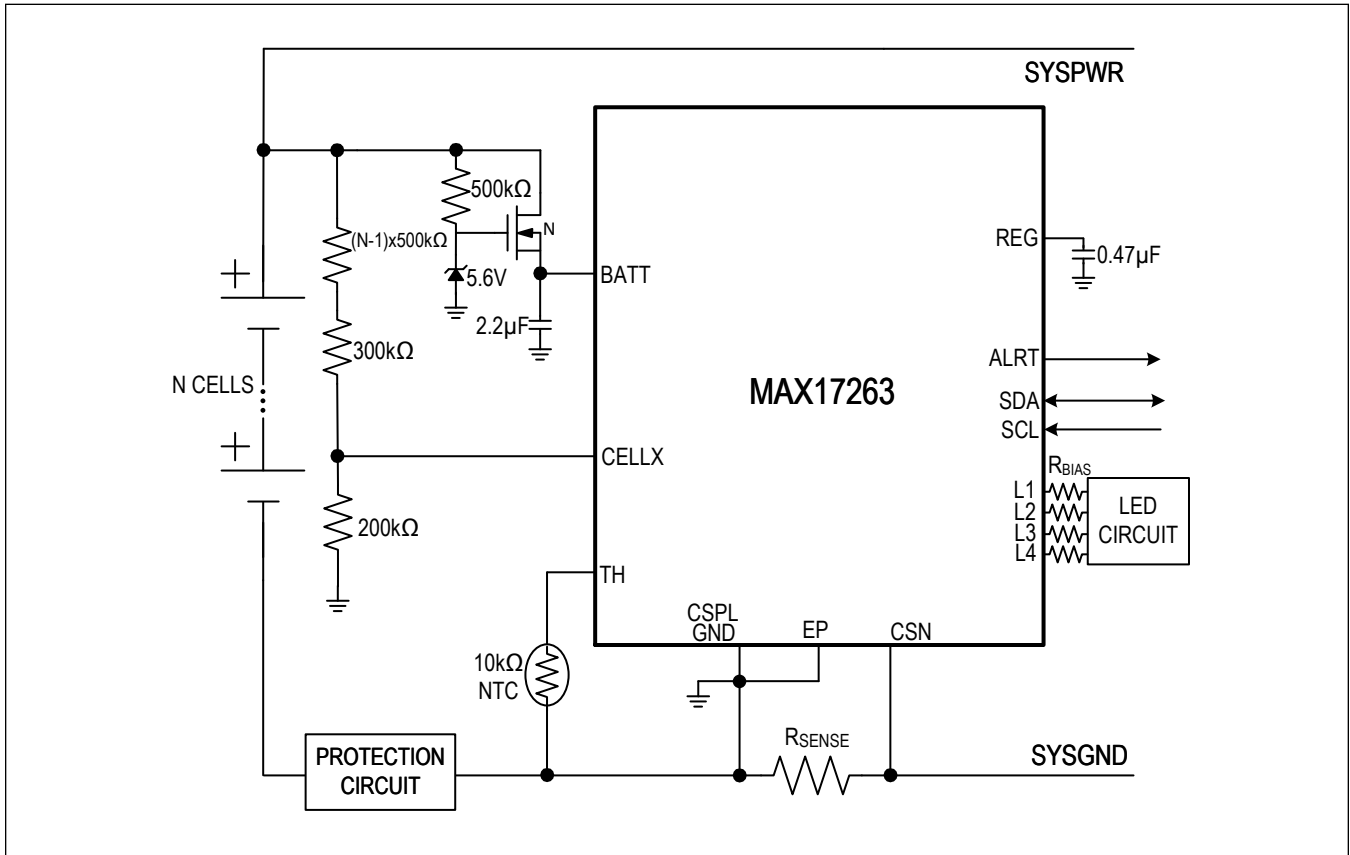 SYSPWR
500kΩ
N
(N-1)x500kΩ
REG
0.47µF
5.6V
BATT
2.2µF
300kΩ
ALRT
N CELLS
MAX17263
SDA
SCL
CELLX
RBIAS
L1
L2
L3
L4
LED
CIRCUIT
200kΩ
TH
CSPL
GND
EP
CSN
10kΩ
NTC
RSENSE
PROTECTION
CIRCUIT
SYSGND